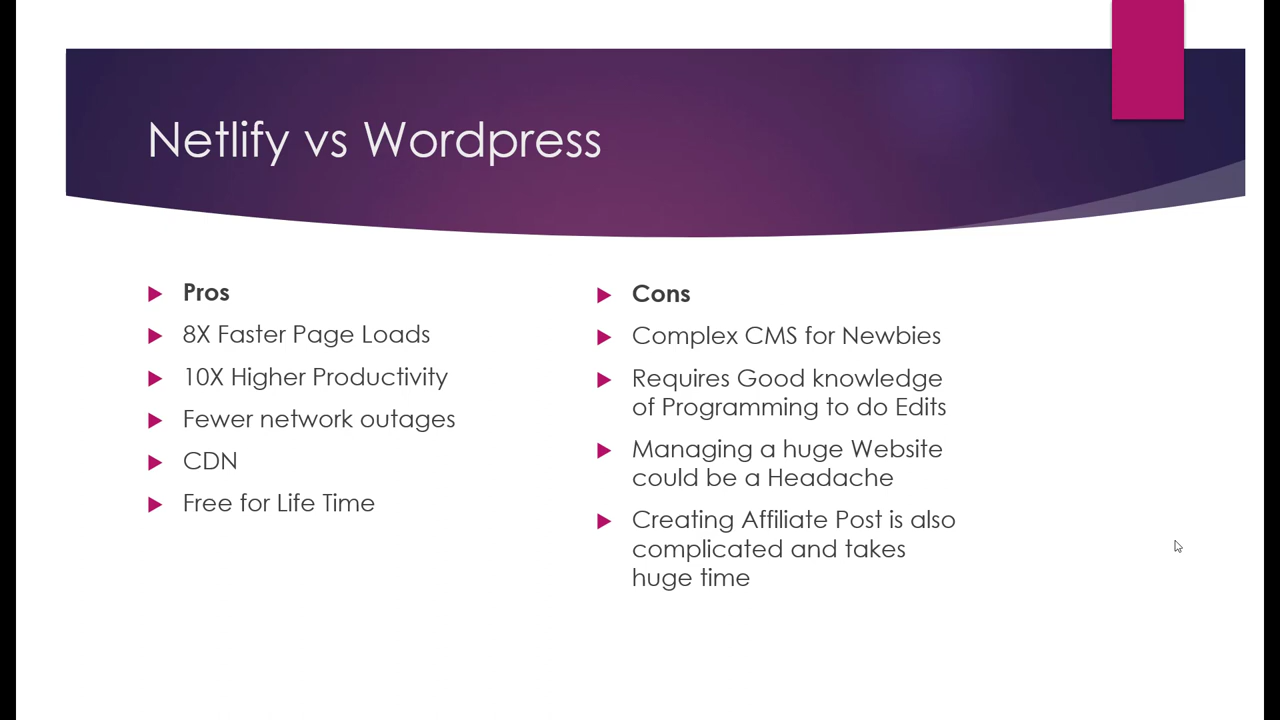 Netlify vs Wordpress
Pros
8X Faster Page Loads
10X Higher Productivity
Fewer network outages
CDN
Free for Life Time
Cons
Complex CMS for Newbies
Requires Good knowledge
of Programming to do Edits
Managing a huge Website
could be a Headache
Creating Affiliate Post is also
complicated and takes
huge time